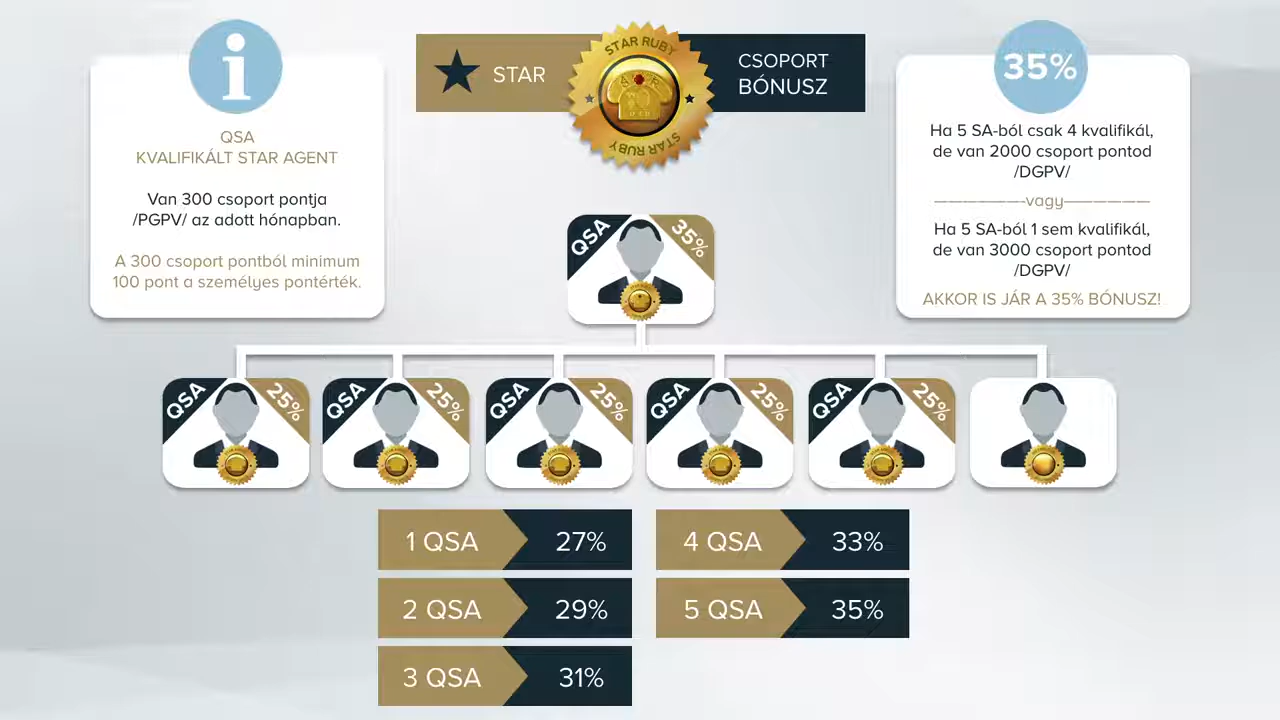 QSA
KVALIFIKÁLT STAR AGENT
Van 300 csoport pontja
/PGPV/ az adott hónapban.
A 300 csoport pontból minimum
100 pont a személyes pontérték.
STAR
STAR RUBY
STAR RUBY
CSOPORT
BÓNUSZ
35%
Ha 5 SA-ból csak 4 kvalifikál,
de van 2000 csoport pontod
/DGPV/
vagy
Ha 5 SA-ból 1 sem kvalifikál,
de van 3000 csoport pontod
/DGPV/
AKKOR IS JÁR A 35% BÓNUSZ!
QSA 35%
QSA 25%
QSA 25%
QSA 25%
QSA 25%
QSA 25%
1 QSA 27%
2 QSA 29%
3 QSA 31%
4 QSA 33%
5 QSA 35%